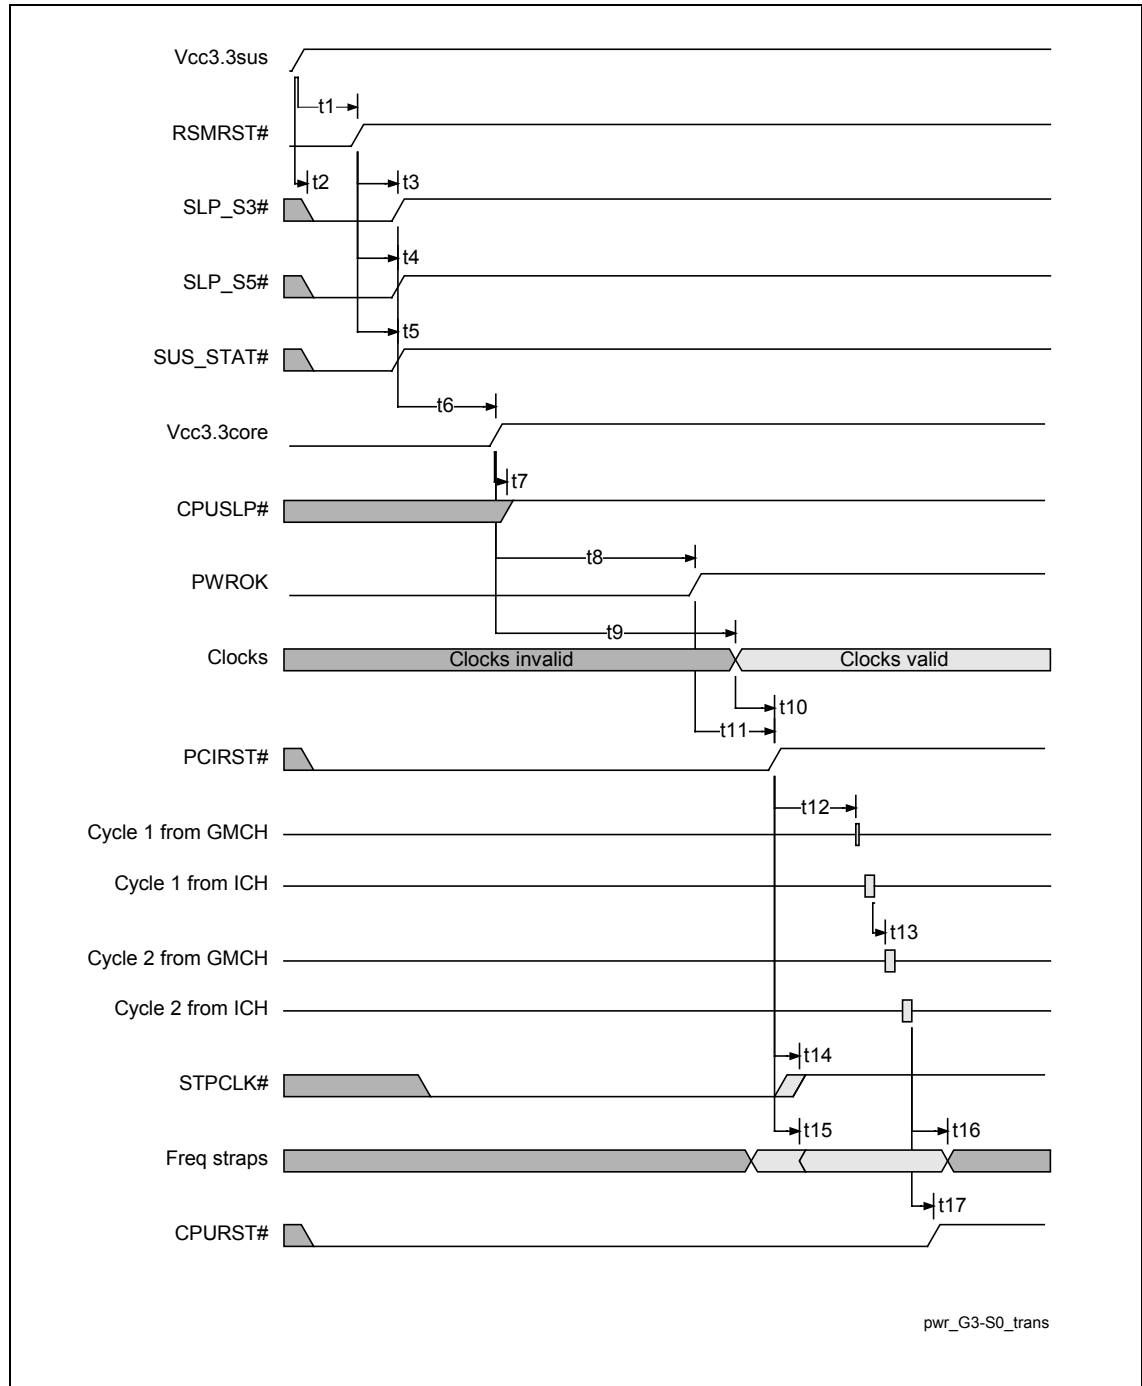 Vcc3.3sus
t1
RSMRST#
t2
t3
SLP_S3#
t4
SLP_S5#
t5
SUS_STAT#
t6
Vcc3.3core
t7
CPUSLP#
t8
PWROK
t9
Clocks
Clocks invalid
Clocks valid
t10
t11
PCIRST#
t12
Cycle 1 from GMCH
Cycle 1 from ICH
t13
Cycle 2 from GMCH
Cycle 2 from ICH
t14
STPCLK#
t15
t16
Freq straps
t17
CPURST#
pwr_G3-S0_trans